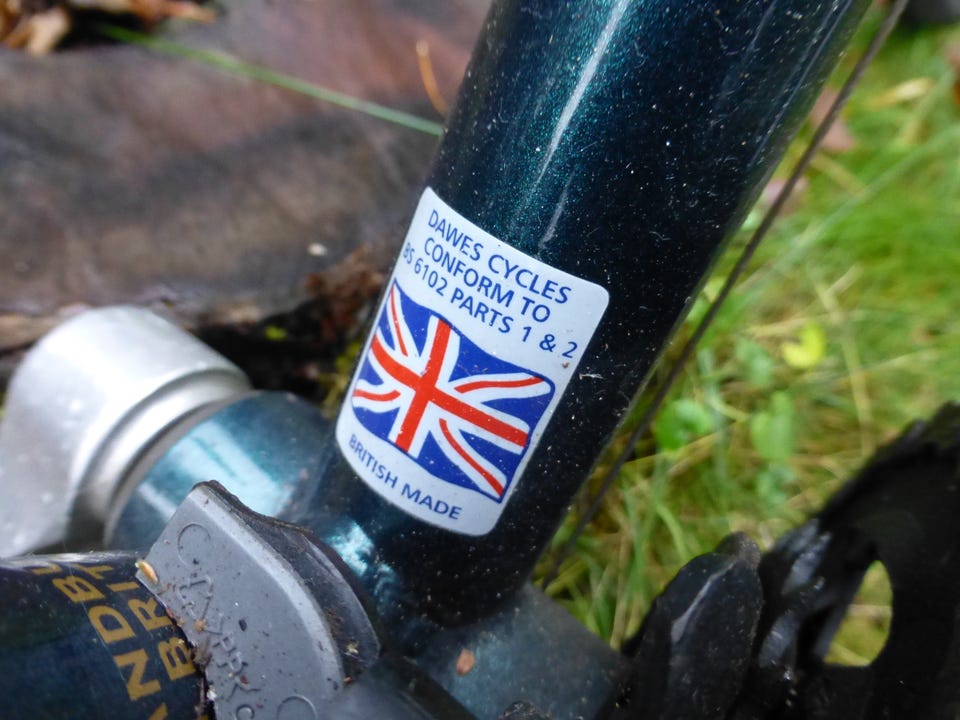 DAWES CYCLES
CONFORM TO
BS 6102 PARTS 1 & 2
BRITISH MADE